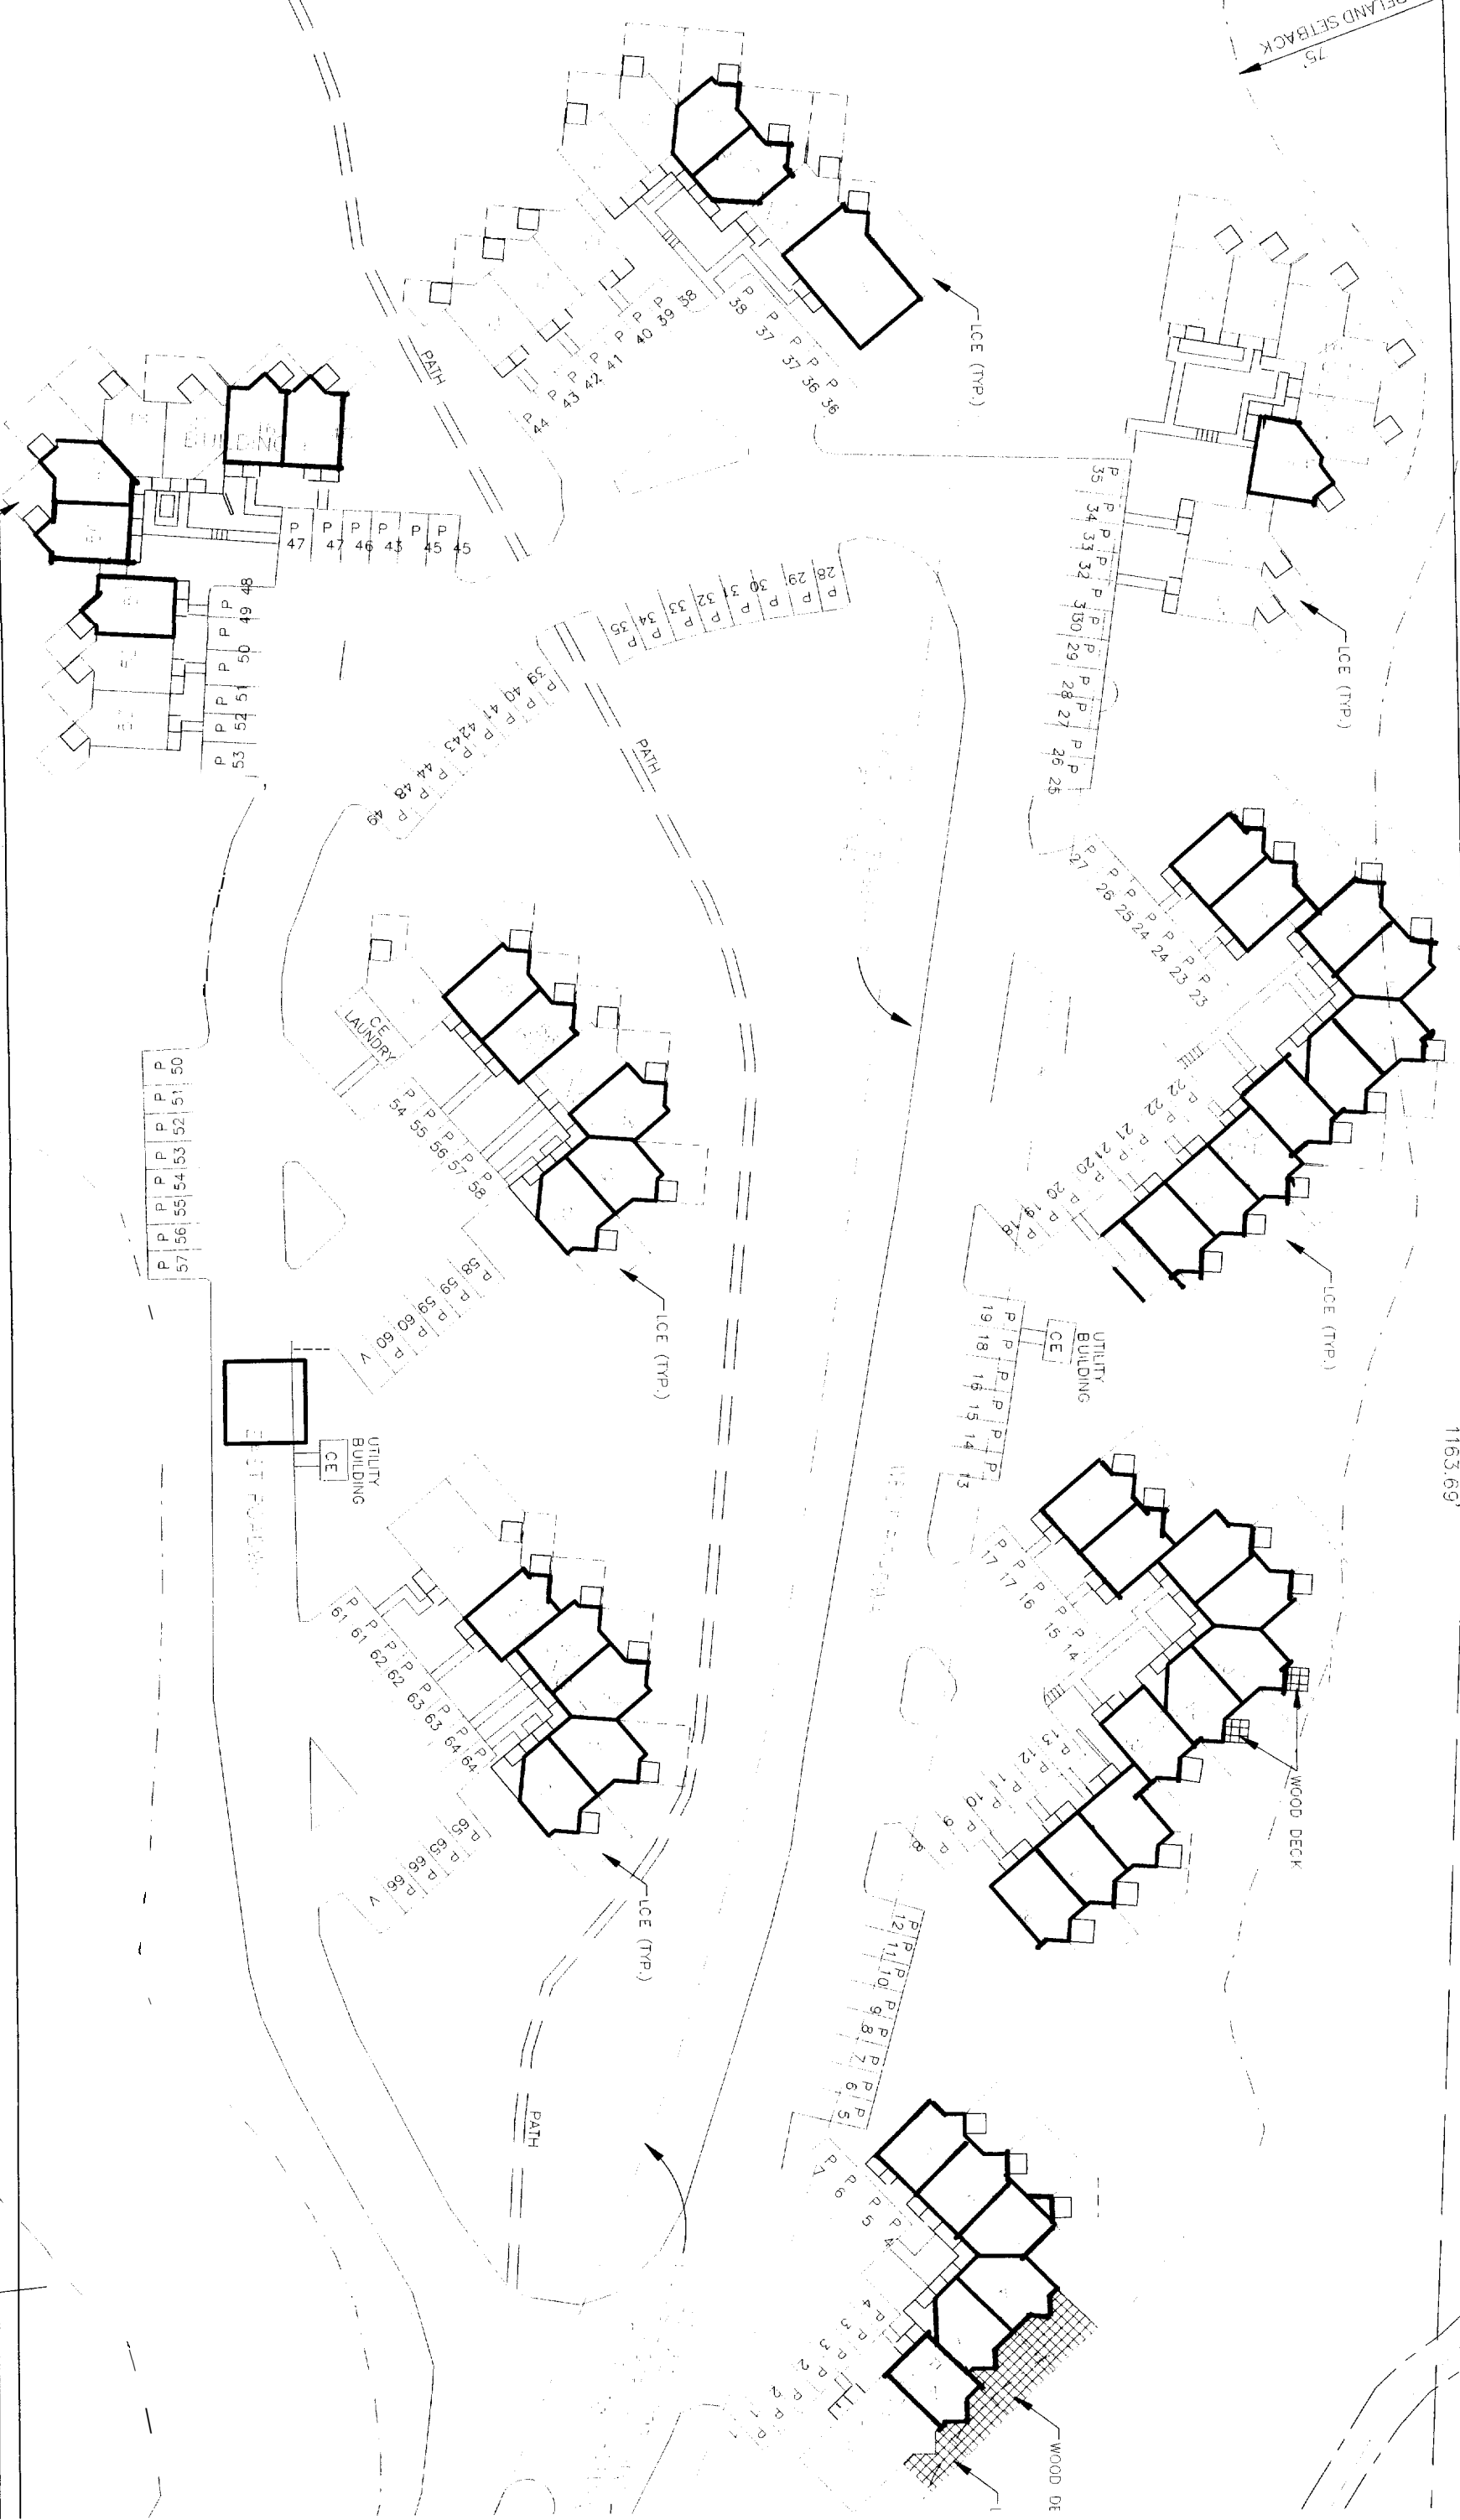 RELAND SETBACK
75'
LCE (TYP.)
PATH
P P P P P P
38 39 40 41 42 43 44
P P P P P
38 37 37 36 36
BUILDING
P P P P P P
47 47 46 43 45 45
P P P P P
48 49 50 51 52 53
P P P P P P P P P P
35 34 33 32 31 30 29 28 27 26 25
LCE (TYP.)
P P P P P P P P
28 29 30 31 32 33 34 35
P P P P P P P P
39 40 41 42 43 44 48 49
PATH
P P P P P P P
27 26 25 24 24 23 23
CE
LAUNDRY
P P P P P
54 55 56 57 58
P P P P P P P P
50 51 52 53 54 55 56 57
P P P P P
58 59 59 60 60 V
LCE (TYP.)
P P P P P P P P
22 22 21 21 20 20 19 18
LCE (TYP.)
UTILITY
BUILDING
CE
P P P P P P
19 18 16 15 14 13
1163.69'
UTILITY
BUILDING
CE
P P P P P
17 17 16 15 14
P P P P P P P P
61 61 62 62 63 63 64 64
P P P P P P
13 12 11 10 9 8
WOOD DECK
P P P P
65 65 66 66 V
LCE (TYP.)
P P P P P P P P
12 11 10 9 8 7 6 5
PATH
P P P P
7 6 5 4
P P P P P P P
4 3 3 2 2 1 1
WOOD DE
L